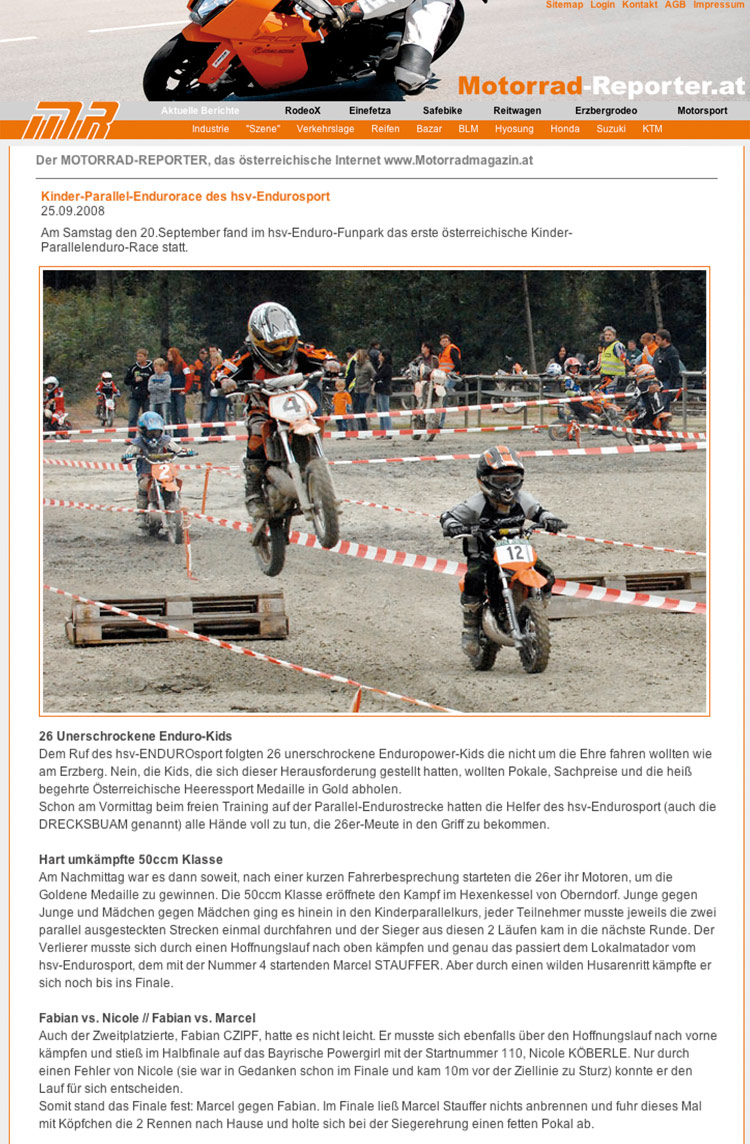 Sitemap Login Kontakt AGB Impressum
Motorrad-Reporter.at
MR
Aktuelle Berichte RodeoX Einefetza Safebike Reitwagen Erzbergrodeo Motorsport
Industrie "Szene" Verkehrslage Reifen Bazar BLM Hyosung Honda Suzuki KTM
Der MOTORRAD-REPORTER, das österreichische Internet www.Motorradmagazin.at
Kinder-Parallel-Endurorace des hsv-Endurosport
25.09.2008
Am Samstag den 20.September fand im hsv-Enduro-Funpark das erste österreichische Kinder-
Parallelenduro-Race statt.
4
2
12
26 Unerschrockene Enduro-Kids
Dem Ruf des hsv-ENDUROsport folgten 26 unerschrockene Enduropower-Kids die nicht um die Ehre fahren wollten wie
am Erzberg. Nein, die Kids, die sich dieser Herausforderung gestellt hatten, wollten Pokale, Sachpreise und die heiß
begehrte Österreichische Heeressport Medaille in Gold abholen.
Schon am Vormittag beim freien Training auf der Parallel-Endurostrecke hatten die Helfer des hsv-Endurosport (auch die
DRECKSBUAM genannt) alle Hände voll zu tun, die 26er-Meute in den Griff zu bekommen.
Hart umkämpfte 50ccm Klasse
Am Nachmittag war es dann soweit, nach einer kurzen Fahrerbesprechung starteten die 26er ihr Motoren, um die
Goldene Medaille zu gewinnen. Die 50ccm Klasse eröffnete den Kampf im Hexenkessel von Oberndorf. Junge gegen
Junge und Mädchen gegen Mädchen ging es hinein in den Kinderparallelkurs, jeder Teilnehmer musste jeweils die zwei
parallel ausgesteckten Strecken einmal durchfahren und der Sieger aus diesen 2 Läufen kam in die nächste Runde. Der
Verlierer musste sich durch einen Hoffnungslauf nach oben kämpfen und genau das passiert dem Lokalmatador vom
hsv-Endurosport, dem mit der Nummer 4 startenden Marcel STAUFFER. Aber durch einen wilden Husarenritt kämpfte er
sich noch bis ins Finale.
Fabian vs. Nicole // Fabian vs. Marcel
Auch der Zweitplatzierte, Fabian CZIPF, hatte es nicht leicht. Er musste sich ebenfalls über den Hoffnungslauf nach vorne
kämpfen und stieß im Halbfinale auf das Bayrische Powergirl mit der Startnummer 110, Nicole KÖBERLE. Nur durch
einen Fehler von Nicole (sie war in Gedanken schon im Finale und kam 10m vor der Ziellinie zu Sturz) konnte er den
Lauf für sich entscheiden.
Somit stand das Finale fest: Marcel gegen Fabian. Im Finale ließ Marcel Stauffer nichts anbrennen und fuhr dieses Mal
mit Köpfchen die 2 Rennen nach Hause und holte sich bei der Siegerehrung einen fetten Pokal ab.